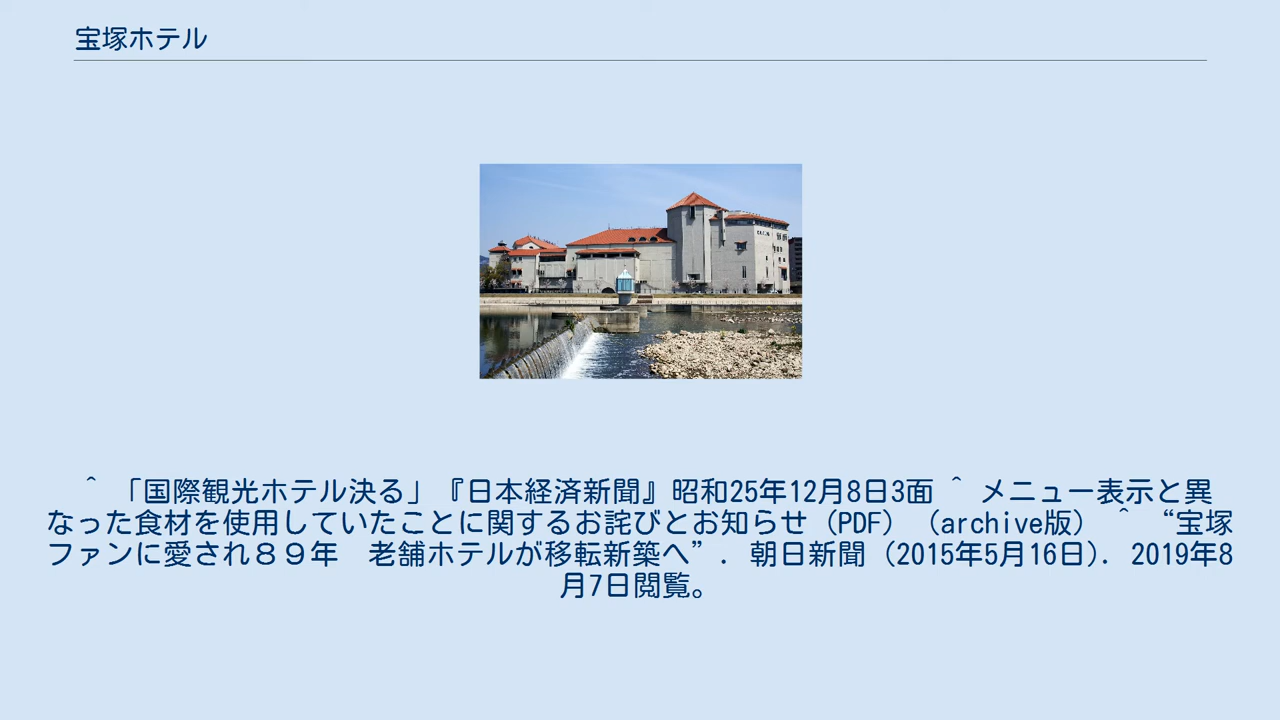 宝塚ホテル
^ 「国際観光ホテル決る」『日本経済新聞』昭和25年12月8日3面 ^ メニュー表示と異
なった食材を使用していたことに関するお詫びとお知らせ（PDF）（archive版） ^ “宝塚
ファンに愛され８９年　老舗ホテルが移転新築へ”. 朝日新聞 (2015年5月16日). 2019年8
月7日閲覧。